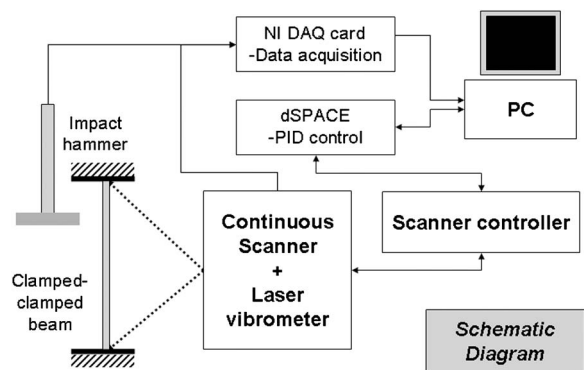 NI DAQ card
-Data acquisition
Impact
hammer
dSPACE
-PID control
PC
Continuous
Scanner
+
Laser
vibrometer
Scanner controller
Clamped-
clamped
beam
Schematic
Diagram